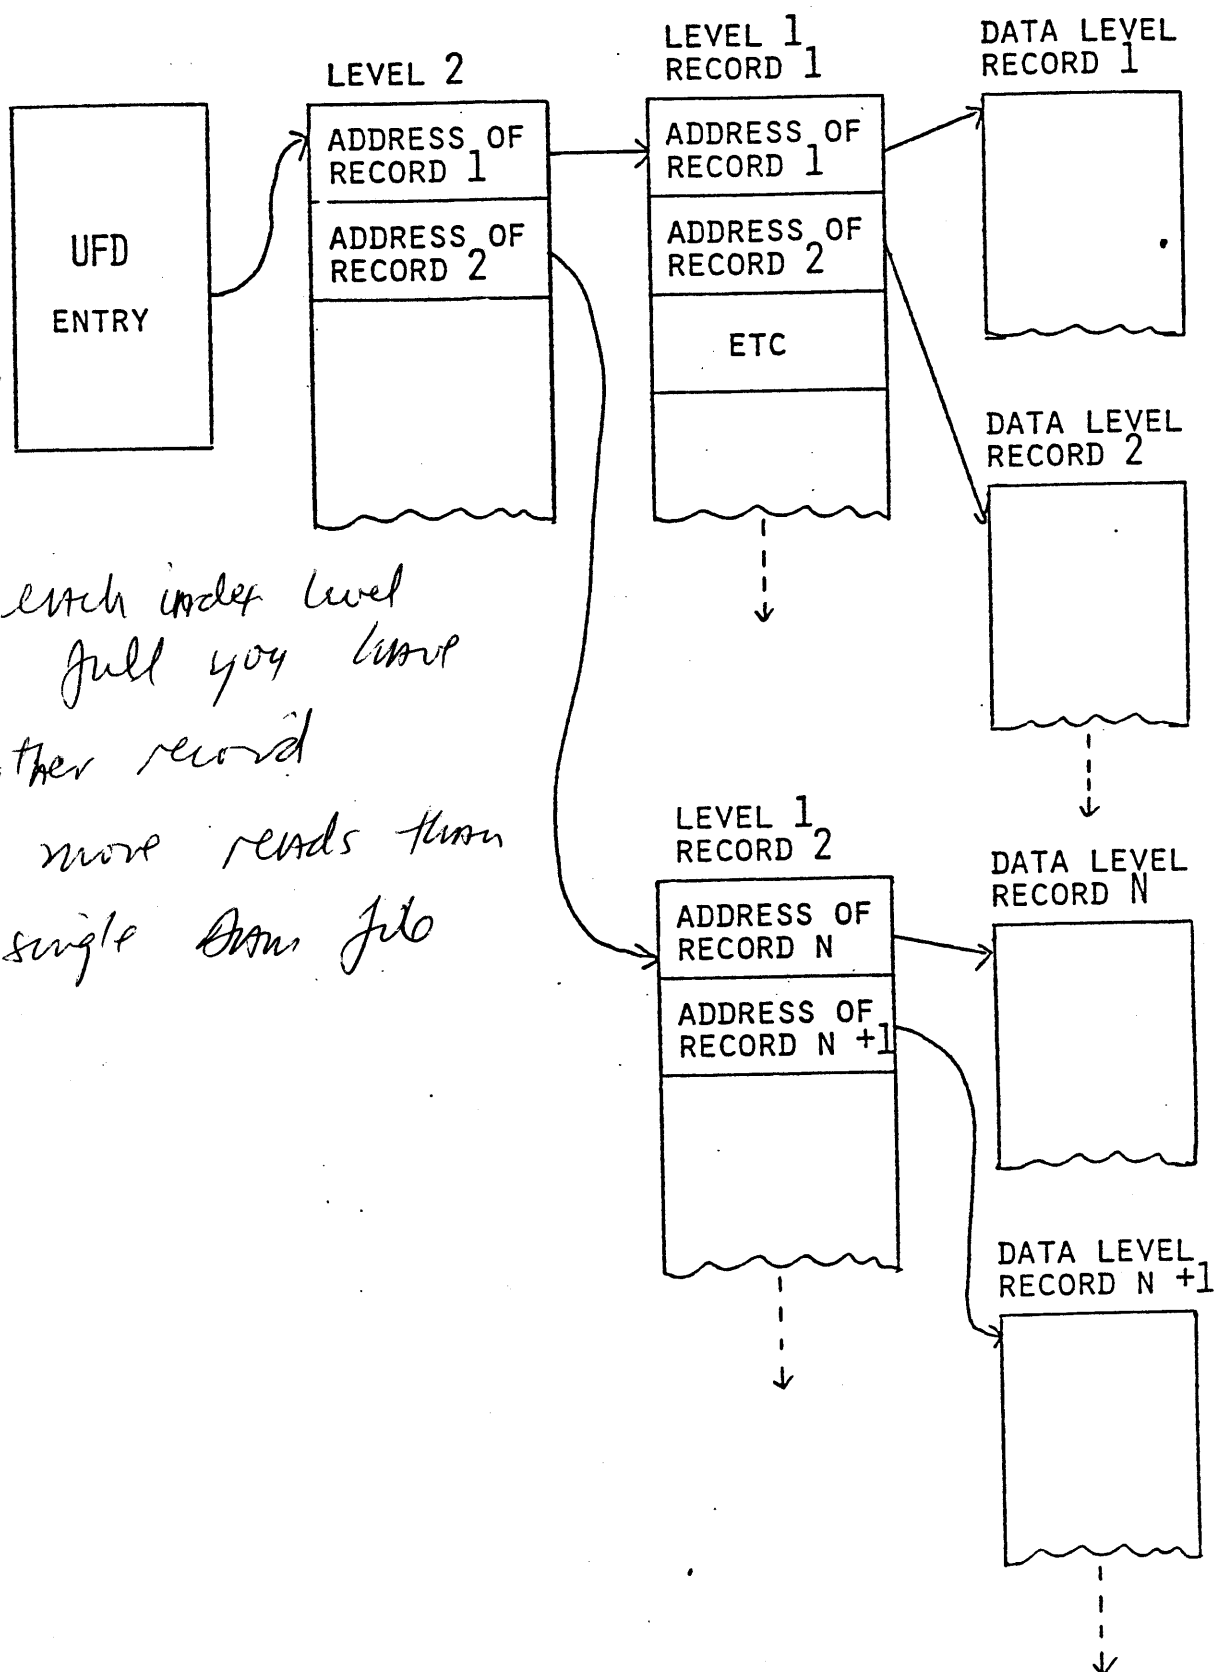 LEVEL 2
LEVEL 1
RECORD 1
DATA LEVEL
RECORD 1
UFD
ENTRY
ADDRESS OF
RECORD 1
ADDRESS OF
RECORD 2
ADDRESS OF
RECORD 1
ADDRESS OF
RECORD 2
ETC
DATA LEVEL
RECORD 2
each index level
full you have
ther record
more reads than
single file
LEVEL 1
RECORD 2
ADDRESS OF
RECORD N
ADDRESS OF
RECORD N +1
DATA LEVEL
RECORD N
DATA LEVEL
RECORD N +1